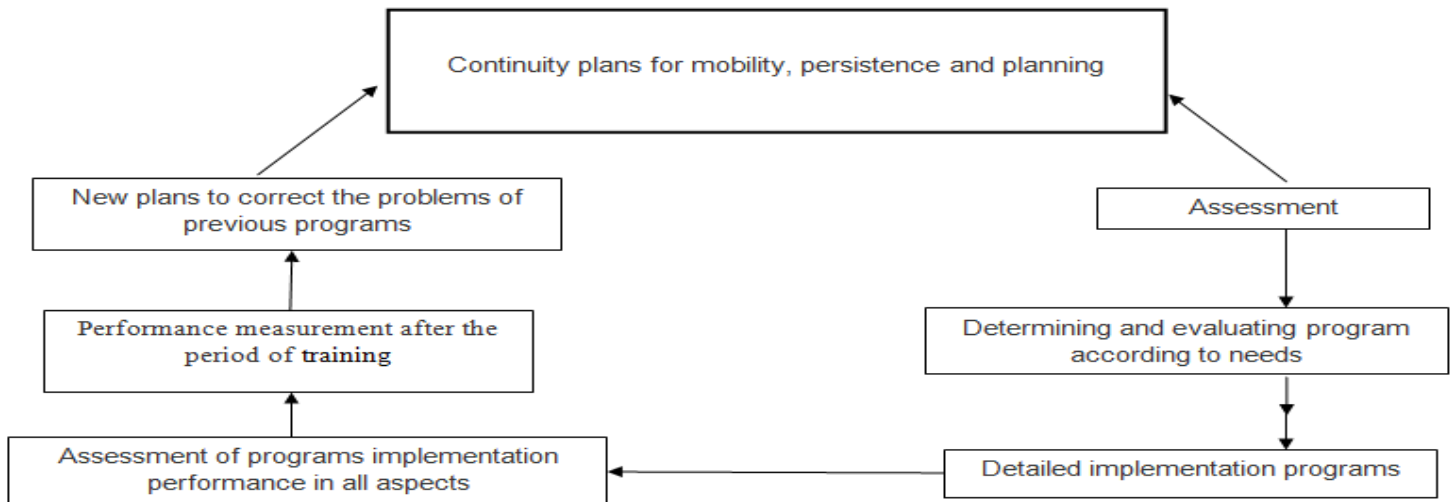 Continuity plans for mobility, persistence and planning
New plans to correct the problems of
previous programs
Assessment
Performance measurement after the
period of training
Determining and evaluating program
according to needs
Assessment of programs implementation
performance in all aspects
Detailed implementation programs